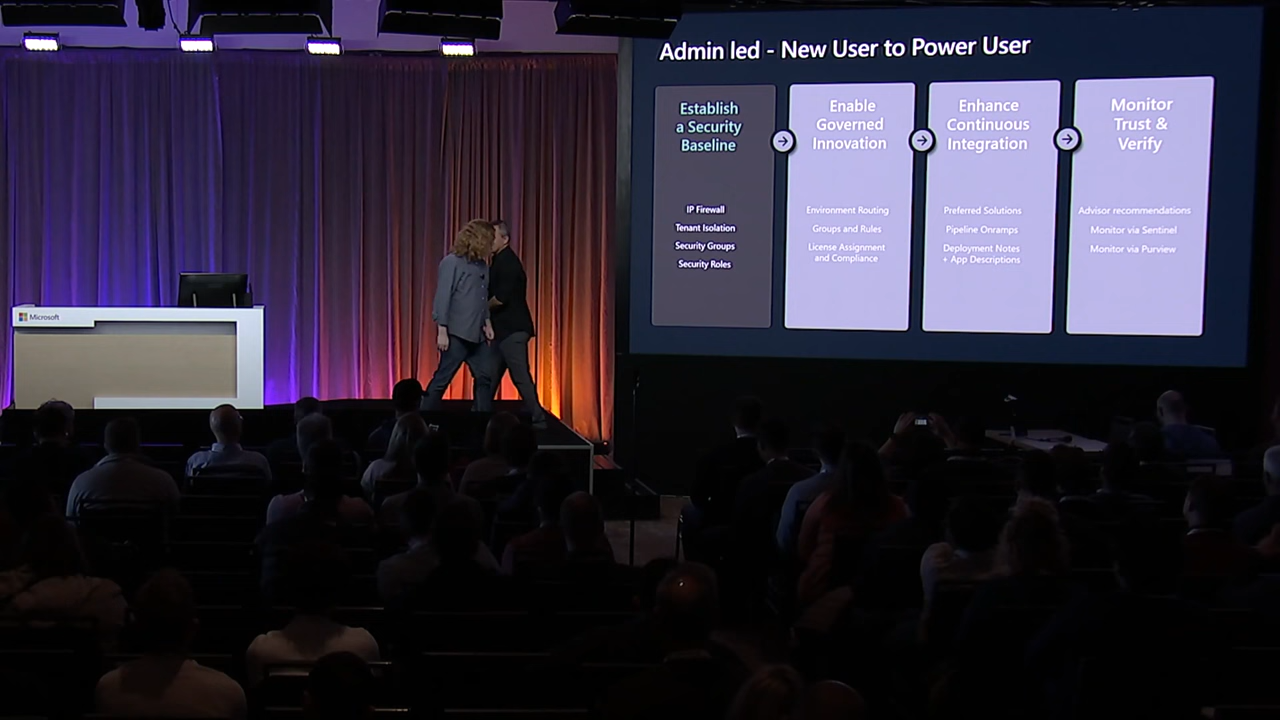 Admin led - New User to Power User
Establish
a Security
Baseline
IP Firewall
Tenant Isolation
Security Groups
Security Roles
Enable
Governed
Innovation
Environment Routing
Groups and Rules
License Assignment
and Compliance
Enhance
Continuous
Integration
Preferred Solutions
Pipeline Onramps
Deployment Notes
+ App Descriptions
Monitor
Trust &
Verify
Advisor recommendations
Monitor via Sentinel
Monitor via Purview
Microsoft